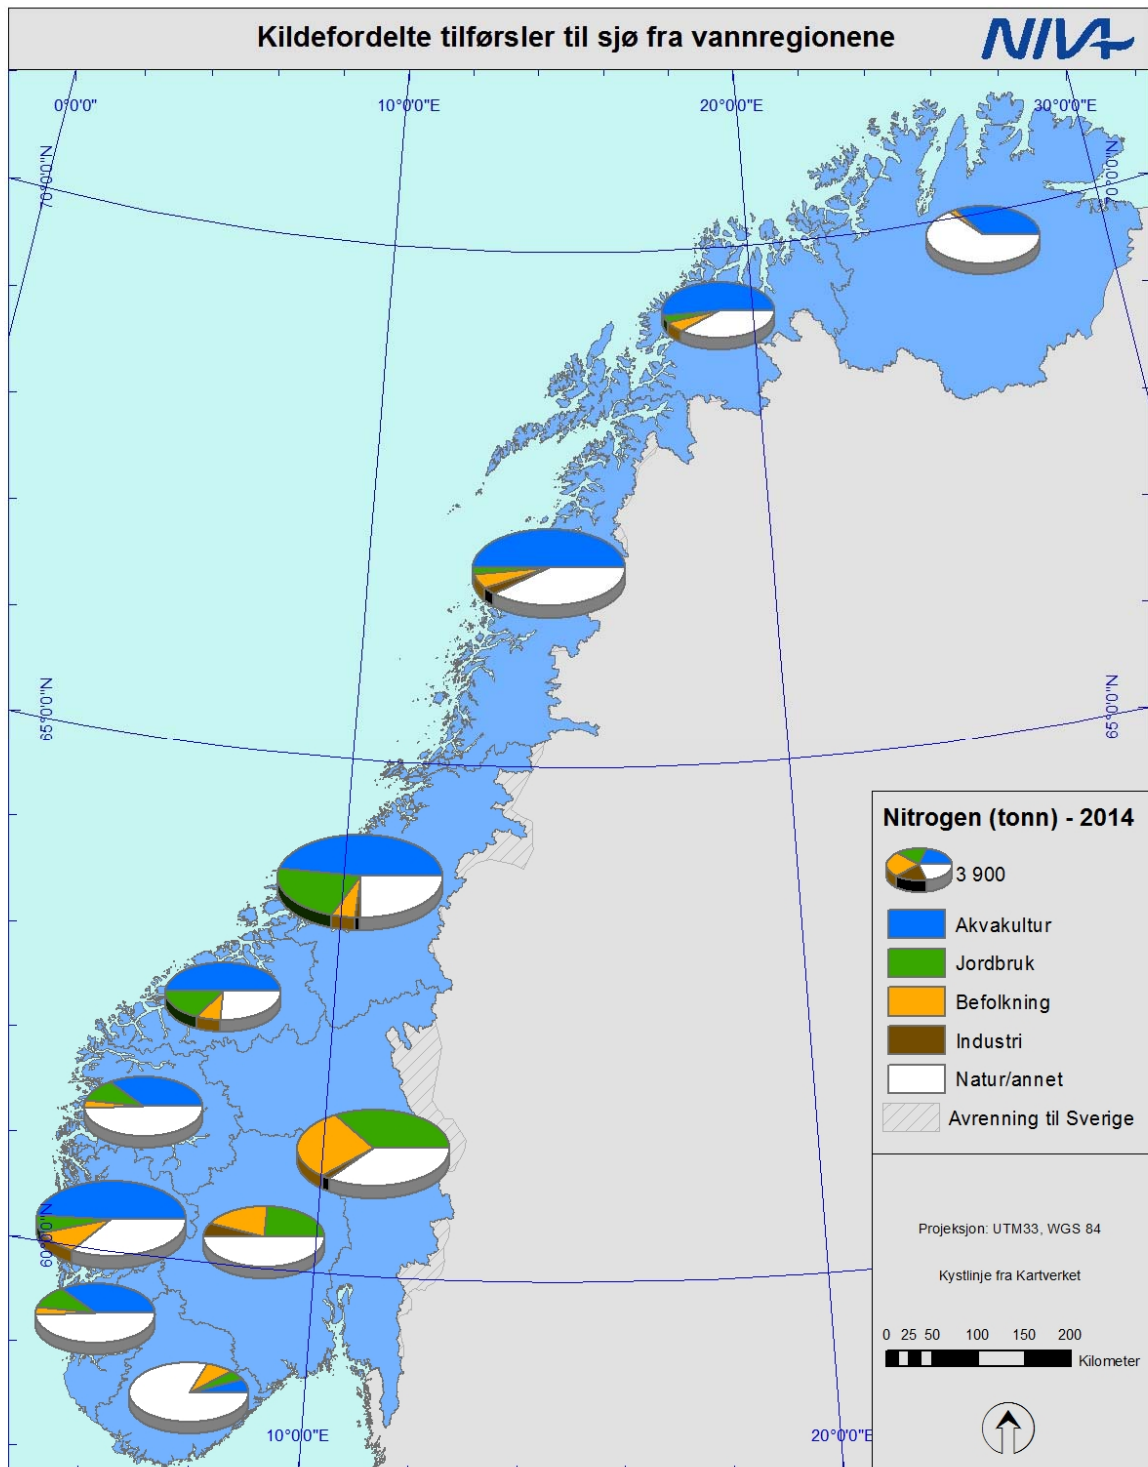 Kildefordelte tilførsler til sjø fra vannregionene
NIVA
0°0'0"
10°0'0"E
20°0'0"E
30°0'0"E
70°0'0"N
70°0'0"N
65°0'0"N
65°0'0"N
60°0'0"N
10°0'0"E
20°0'0"E
Nitrogen (tonn) - 2014
3 900
Akvakultur
Jordbruk
Befolkning
Industri
Natur/annet
Avrenning til Sverige
Projeksjon: UTM33, WGS 84
Kystlinje fra Kartverket
0 25 50 100 150 200
Kilometer